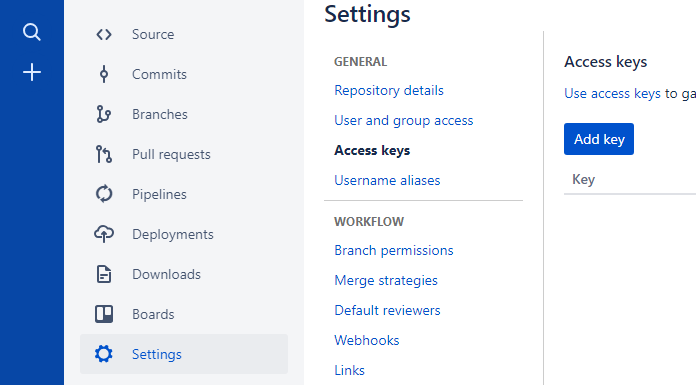 Source
Commits
Branches
Pull requests
Pipelines
Deployments
Downloads
Boards
Settings
Settings
GENERAL
Repository details
User and group access
Access keys
Username aliases
WORKFLOW
Branch permissions
Merge strategies
Default reviewers
Webhooks
Links
Access keys
Use access keys to ga
Add key
Key